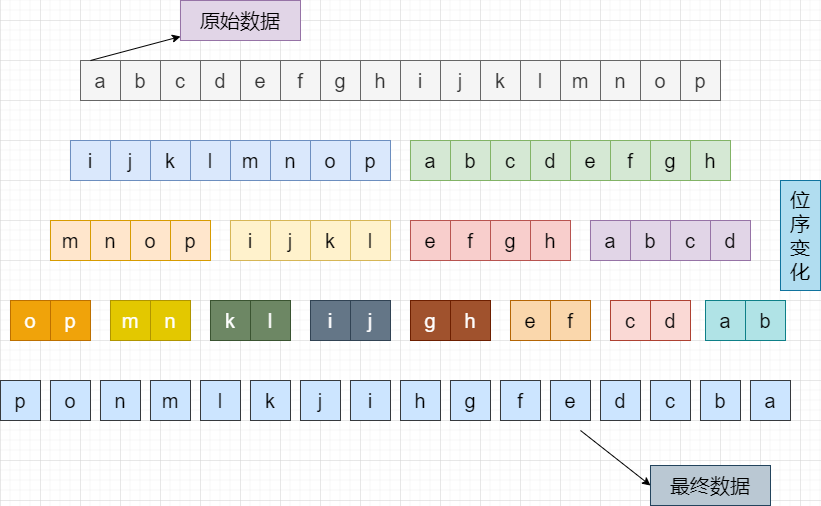 原始数据
a b c d e f g h i j k l m n o p
i j k l m n o p a b c d e f g h
m n o p i j k l e f g h a b c d
位序变化
o p m n k l i j g h e f c d a b
p o n m l k j i h g f e d c b a
最终数据